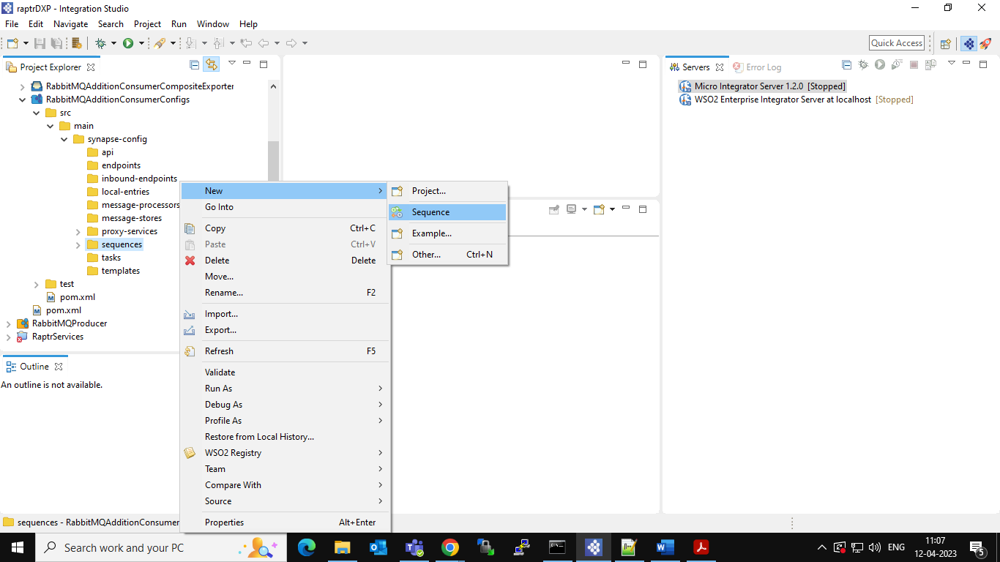 raptrDXP - Integration Studio
File Edit Navigate Search Project Run Window Help
Quick Access
Project Explorer
RabbitMQAdditionConsumerCompositeExporter
RabbitMQAdditionConsumerConfigs
src
main
synapse-config
api
endpoints
inbound-endpoints
local-entries
message-processors
message-stores
proxy-services
sequences
tasks
templates
test
pom.xml
pom.xml
RabbitMQProducer
RaptrServices
Outline
An outline is not available.
New
Go Into
Copy Ctrl+C
Paste Ctrl+V
Delete Delete
Move...
Rename... F2
Import...
Export...
Refresh F5
Validate
Run As
Debug As
Profile As
Restore from Local History...
WSO2 Registry
Team
Compare With
Source
Properties Alt+Enter
Project...
Sequence
Example...
Other... Ctrl+N
Servers
Error Log
Micro Integrator Server 1.2.0 [Stopped]
WSO2 Enterprise Integrator Server at localhost [Stopped]
sequences - RabbitMQAdditionConsumer
Search work and your PC
ENG
11:07
12-04-2023
5